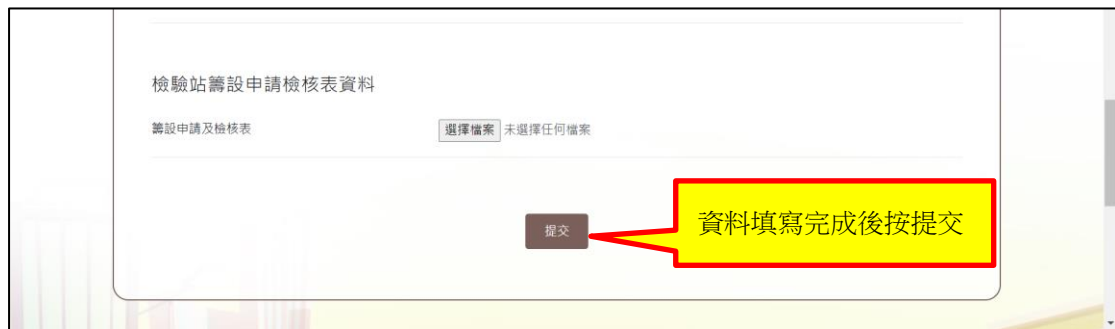 檢驗站籌設申請檢核表資料
籌設申請及檢核表 選擇檔案 未選擇任何檔案
提交
資料填寫完成後按提交